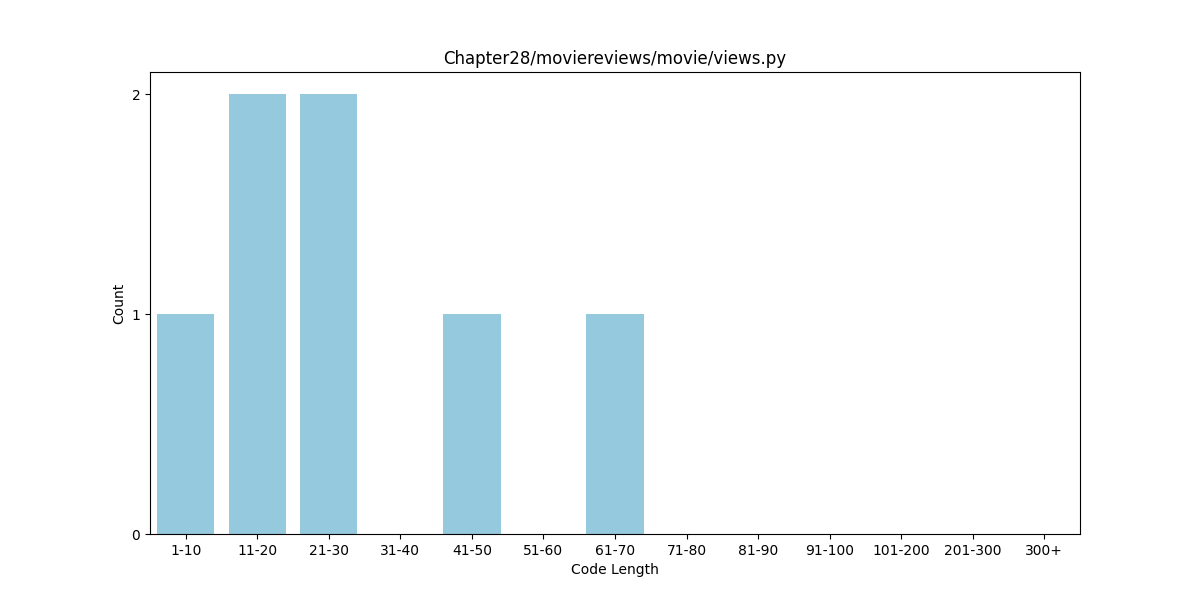 Chapter28/moviereviews/movie/views.py
2
1
0
Count
1-10 11-20 21-30 31-40 41-50 51-60 61-70 71-80 81-90 91-100 101-200 201-300 300+
Code Length